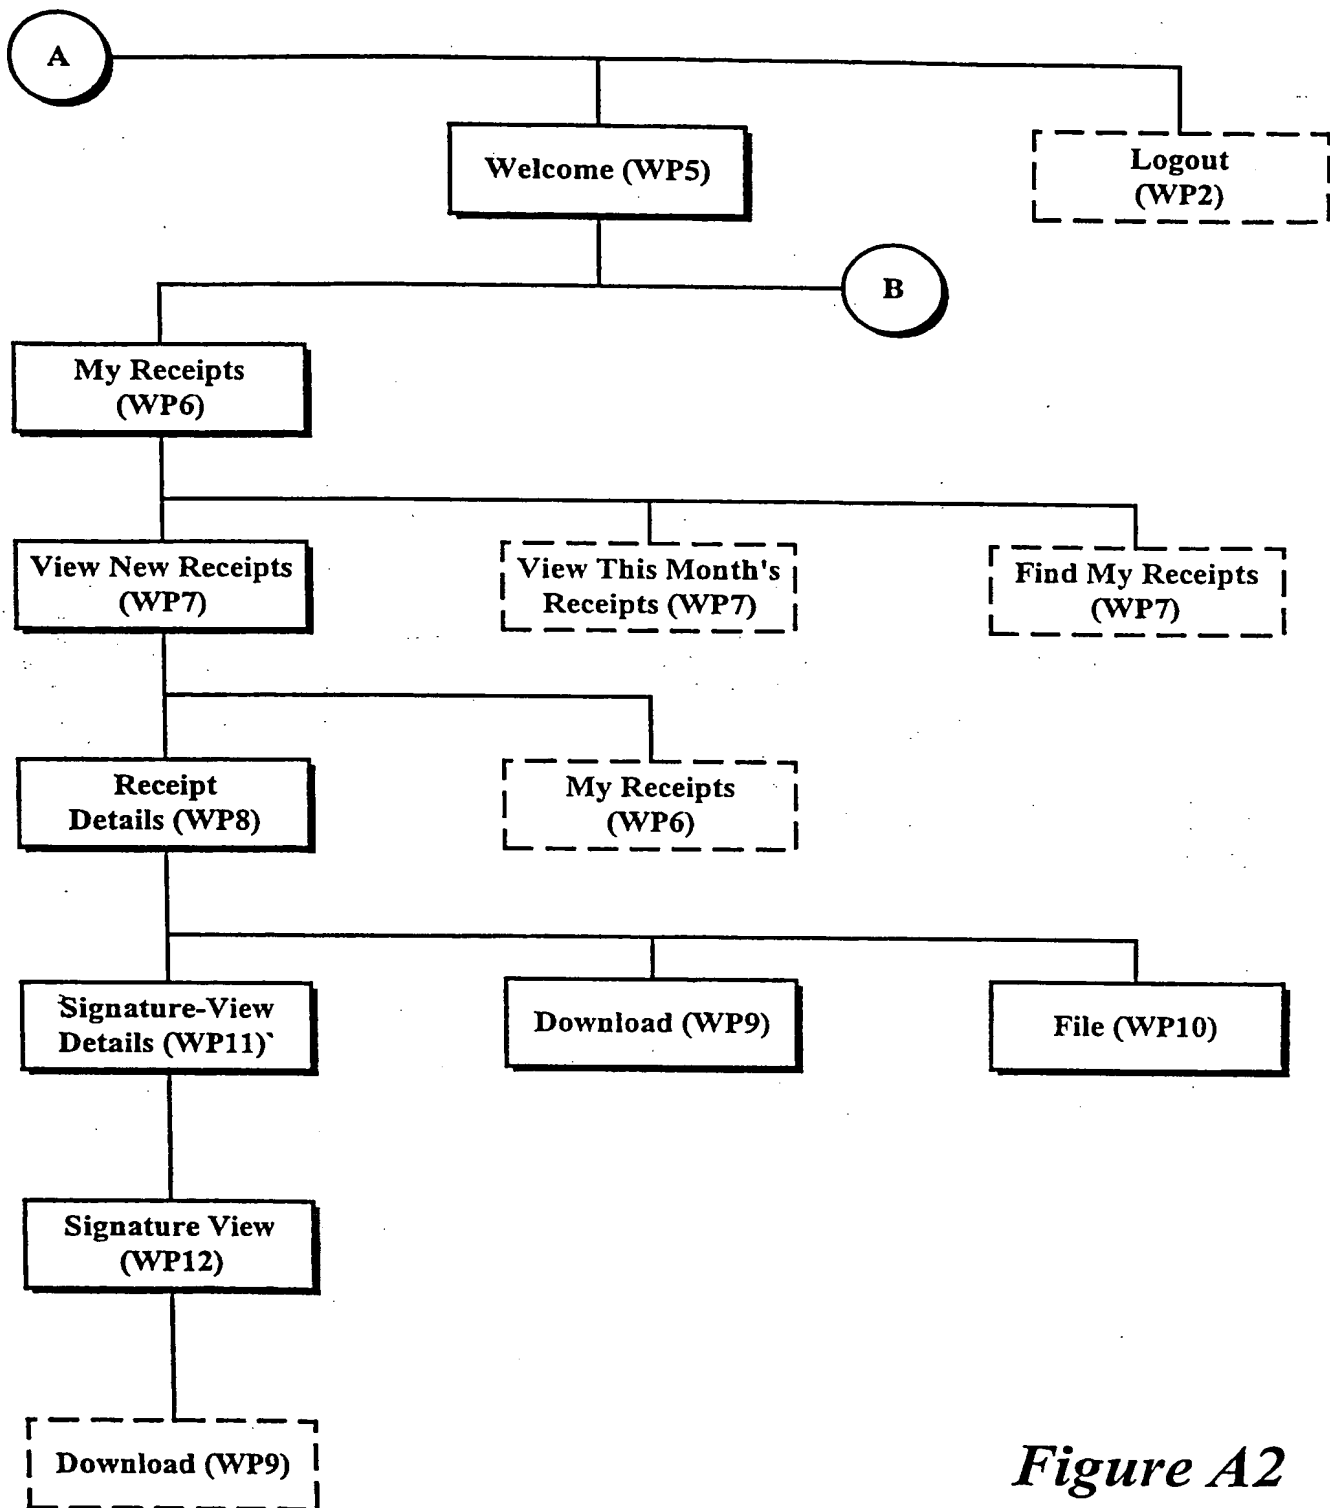 A
Welcome (WP5)
Logout
(WP2)
B
My Receipts
(WP6)
View New Receipts
(WP7)
View This Month's
Receipts (WP7)
Find My Receipts
(WP7)
Receipt
Details (WP8)
My Receipts
(WP6)
Signature-View
Details (WP11)
Download (WP9)
File (WP10)
Signature View
(WP12)
Download (WP9)
Figure A2